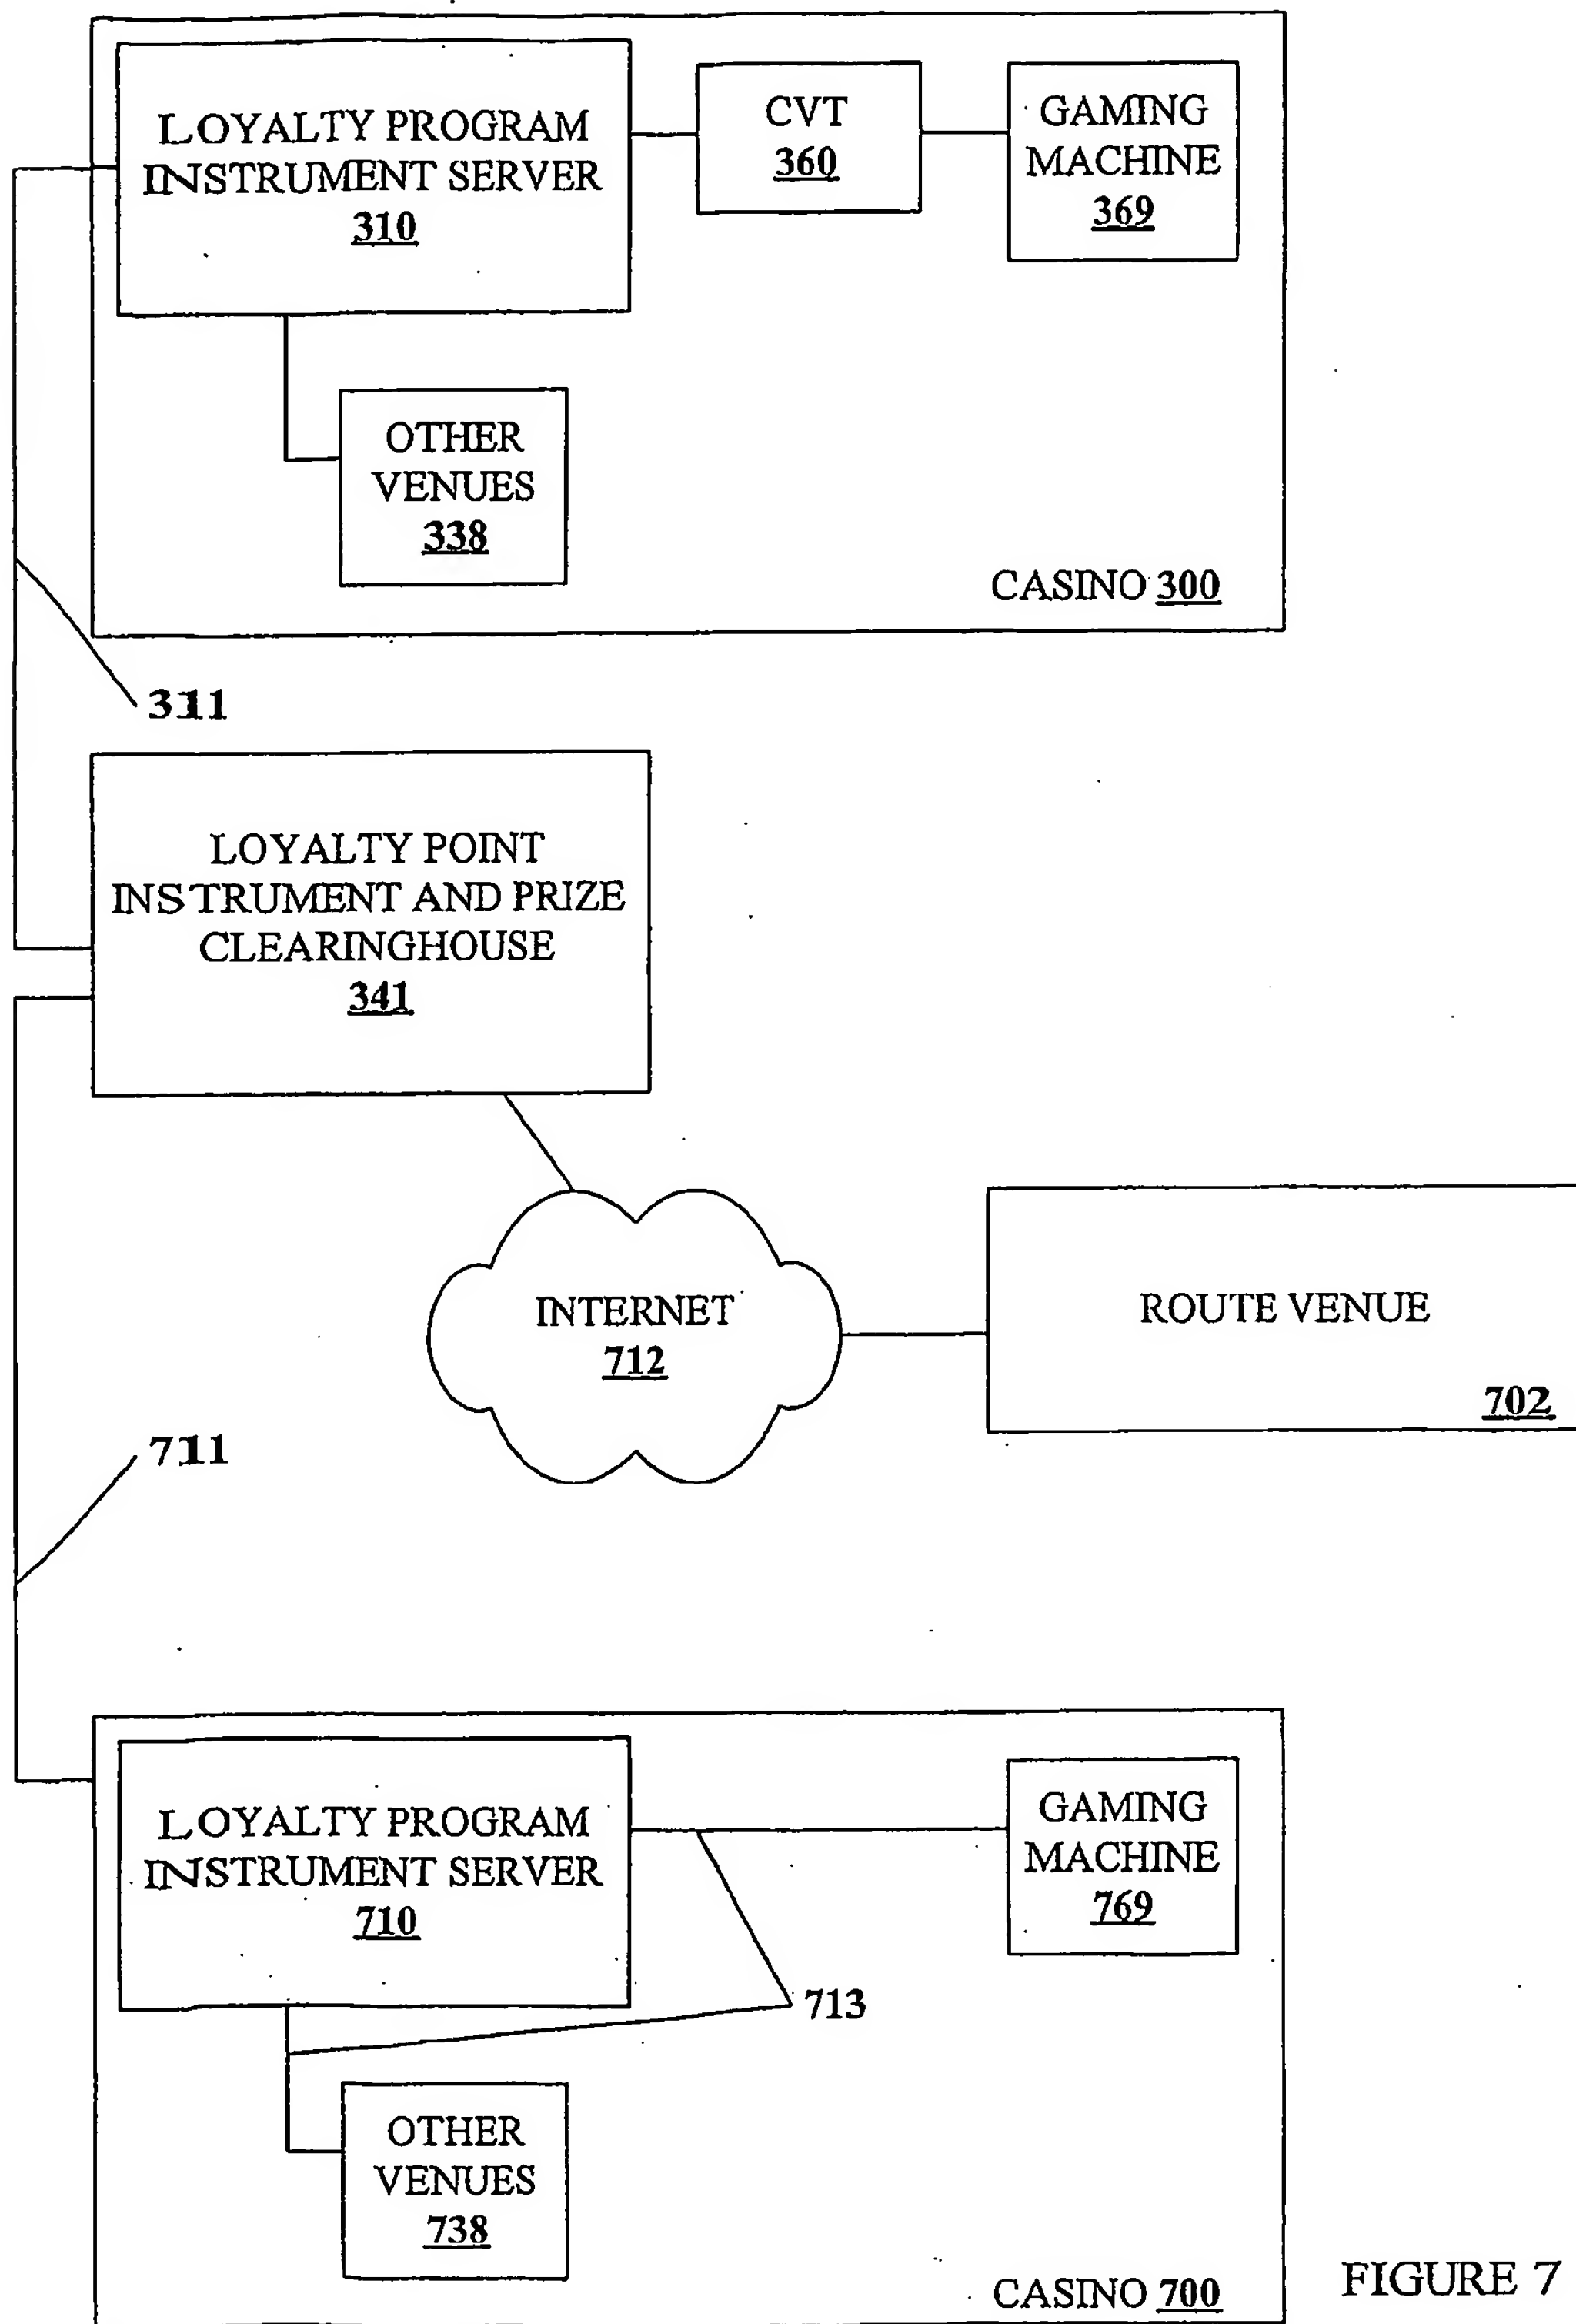 LOYALTY PROGRAM
INSTRUMENT SERVER
310
CVT
360
GAMING
MACHINE
369
OTHER
VENUES
338
CASINO 300
311
LOYALTY POINT
INSTRUMENT AND PRIZE
CLEARINGHOUSE
341
INTERNET
712
ROUTE VENUE
702
711
LOYALTY PROGRAM
INSTRUMENT SERVER
710
GAMING
MACHINE
769
713
OTHER
VENUES
738
CASINO 700
FIGURE 7